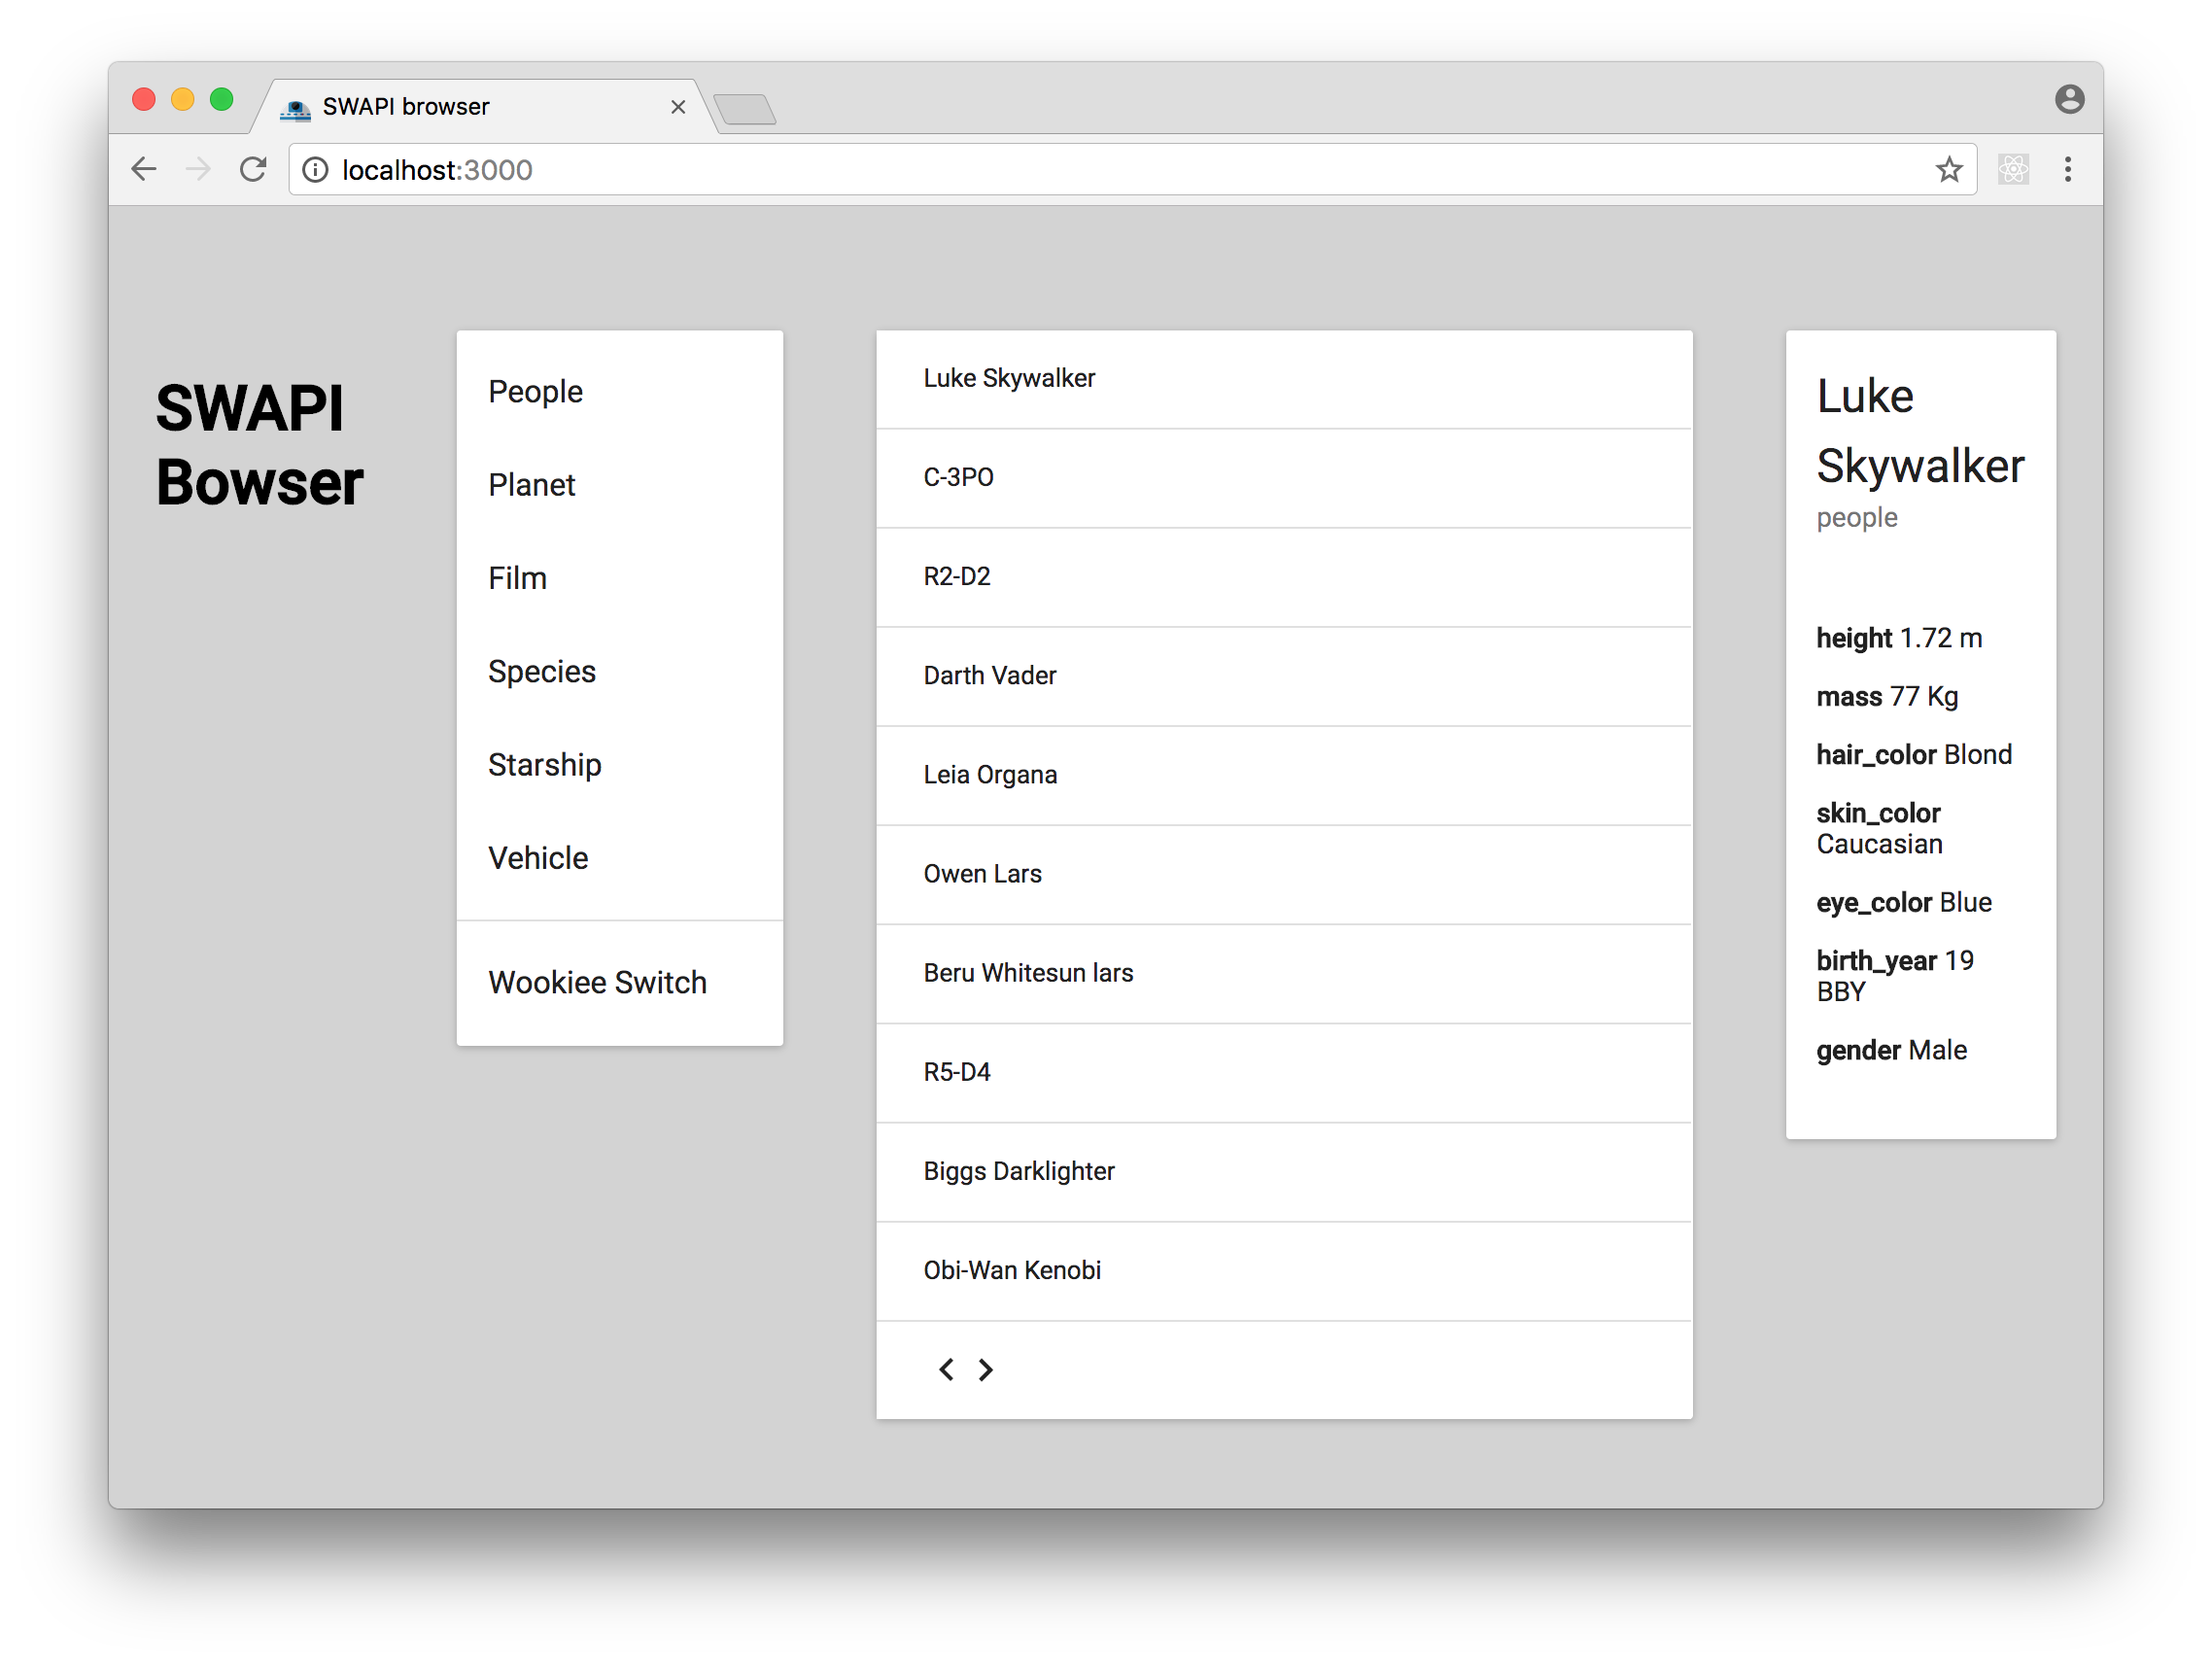 SWAPI browser
localhost:3000
SWAPI
Bowser
People
Planet
Film
Species
Starship
Vehicle
Wookiee Switch
Luke Skywalker
C-3PO
R2-D2
Darth Vader
Leia Organa
Owen Lars
Beru Whitesun lars
R5-D4
Biggs Darklighter
Obi-Wan Kenobi
Luke
Skywalker
people
height 1.72 m
mass 77 Kg
hair_color Blond
skin_color
Caucasian
eye_color Blue
birth_year 19
BBY
gender Male